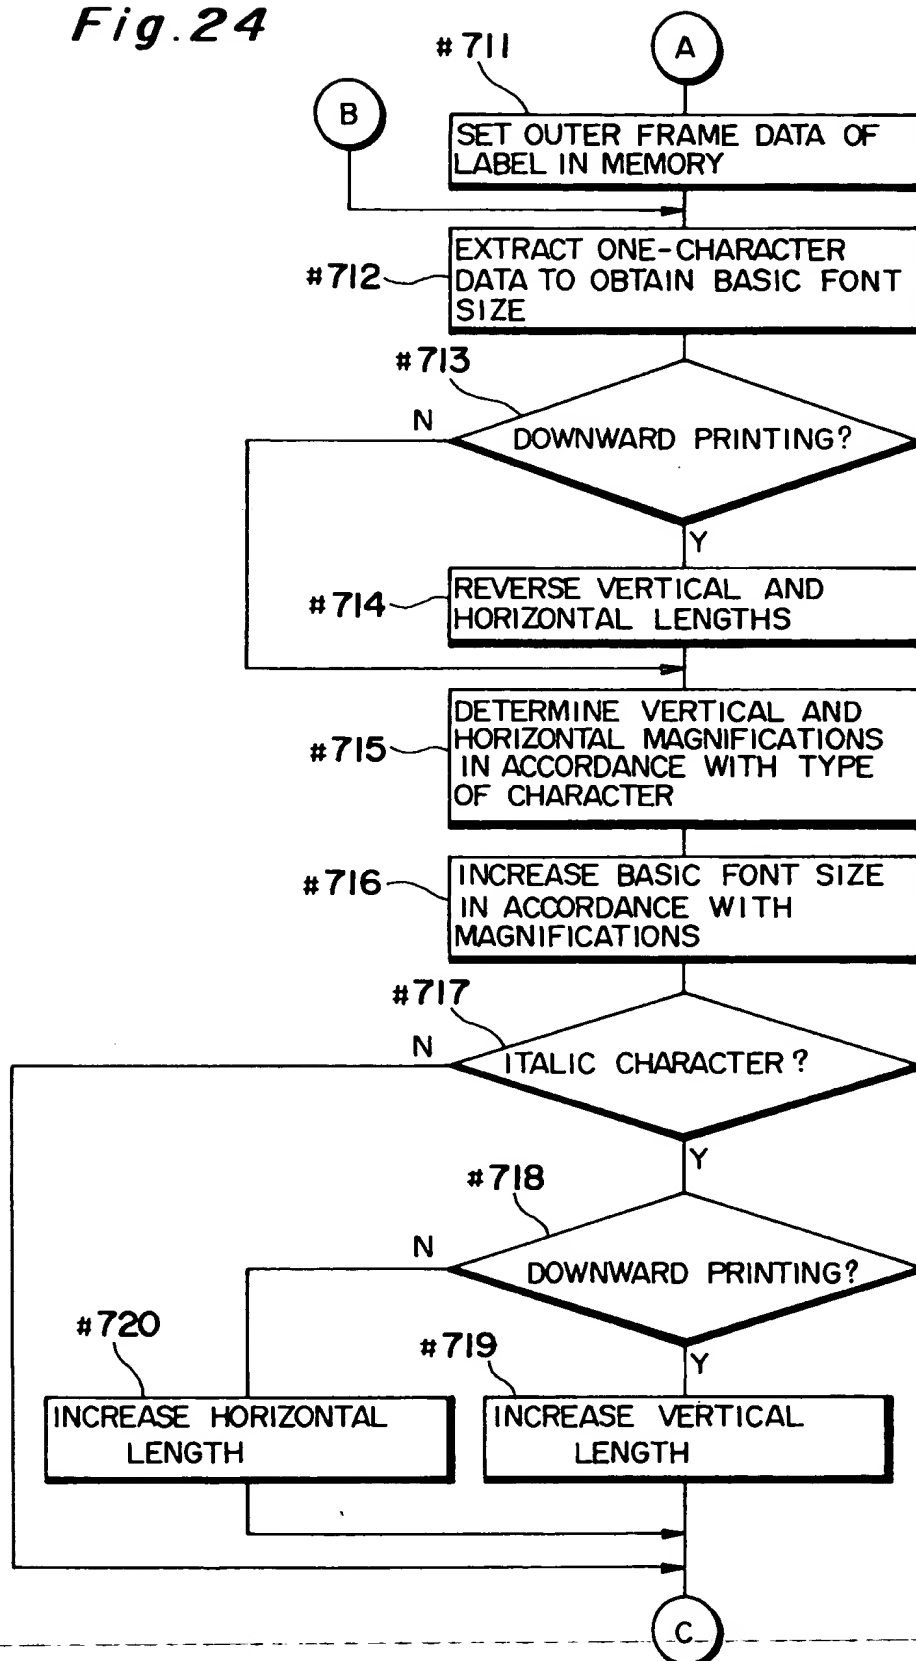 Fig.24
A
#711
B
SET OUTER FRAME DATA OF
LABEL IN MEMORY
#712
EXTRACT ONE-CHARACTER
DATA TO OBTAIN BASIC FONT
SIZE
#713
N
DOWNWARD PRINTING?
Y
#714
REVERSE VERTICAL AND
HORIZONTAL LENGTHS
#715
DETERMINE VERTICAL AND
HORIZONTAL MAGNIFICATIONS
IN ACCORDANCE WITH TYPE
OF CHARACTER
#716
INCREASE BASIC FONT SIZE
IN ACCORDANCE WITH
MAGNIFICATIONS
#717
N
ITALIC CHARACTER?
Y
#718
N
DOWNWARD PRINTING?
Y
#720
INCREASE HORIZONTAL
LENGTH
#719
INCREASE VERTICAL
LENGTH
C